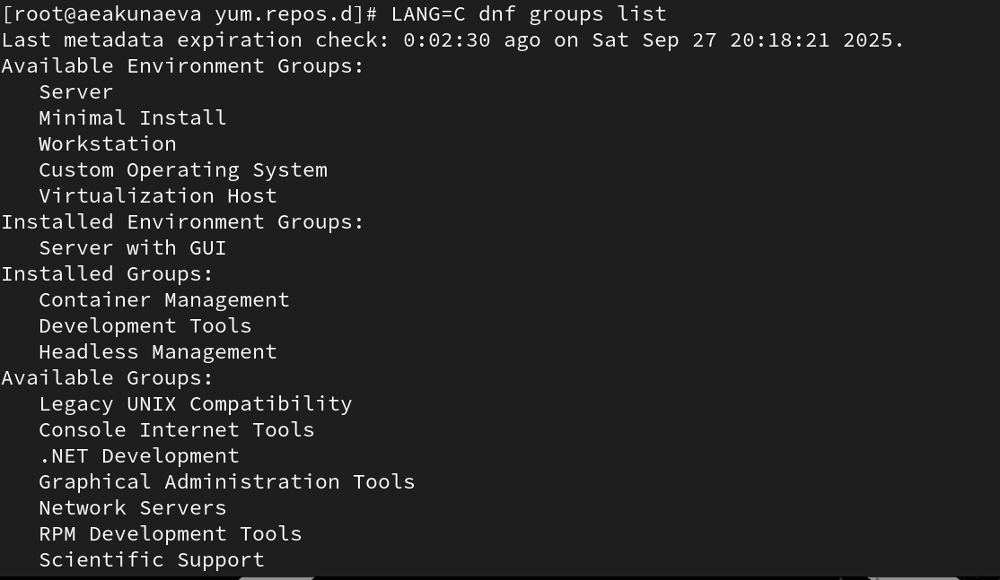 [root@aeakunaeva yum.repos.d]# LANG=C dnf groups list
Last metadata expiration check: 0:02:30 ago on Sat Sep 27 20:18:21 2025.
Available Environment Groups:
   Server
   Minimal Install
   Workstation
   Custom Operating System
   Virtualization Host
Installed Environment Groups:
   Server with GUI
Installed Groups:
   Container Management
   Development Tools
   Headless Management
Available Groups:
   Legacy UNIX Compatibility
   Console Internet Tools
   .NET Development
   Graphical Administration Tools
   Network Servers
   RPM Development Tools
   Scientific Support